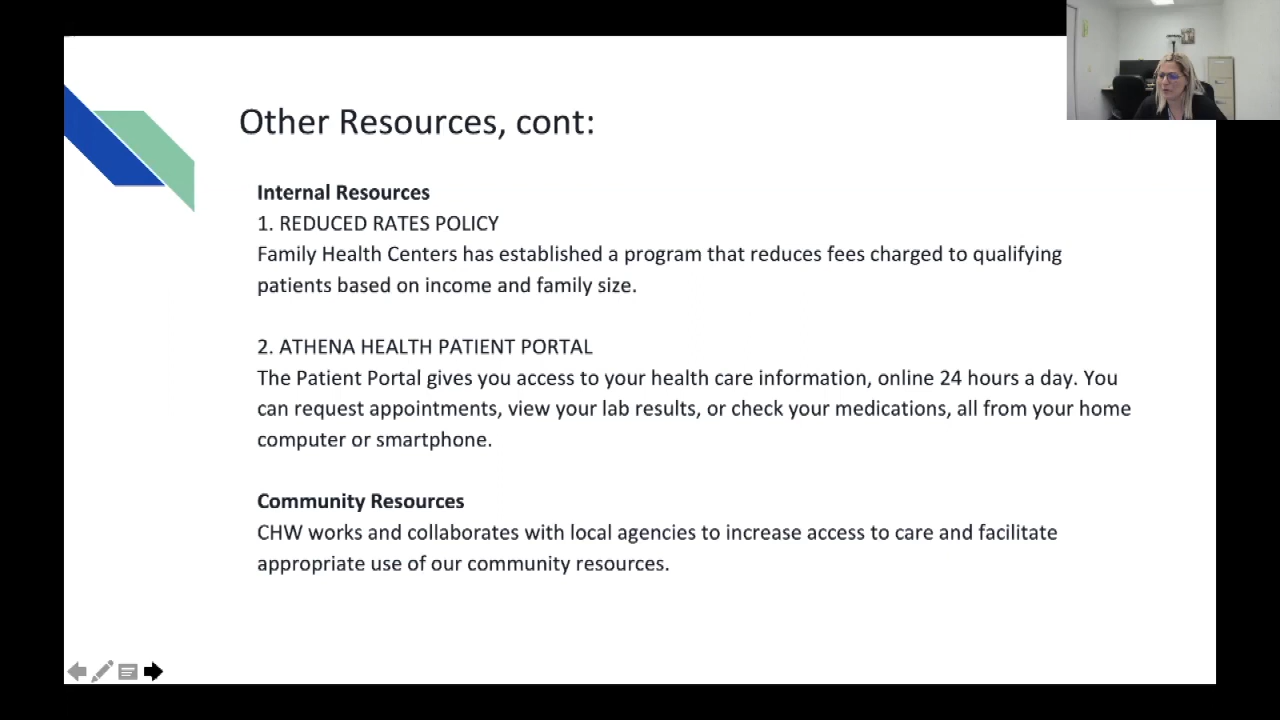 Other Resources, cont:
Internal Resources
1. REDUCED RATES POLICY
Family Health Centers has established a program that reduces fees charged to qualifying
patients based on income and family size.
2. ATHENA HEALTH PATIENT PORTAL
The Patient Portal gives you access to your health care information, online 24 hours a day. You
can request appointments, view your lab results, or check your medications, all from your home
computer or smartphone.
Community Resources
CHW works and collaborates with local agencies to increase access to care and facilitate
appropriate use of our community resources.